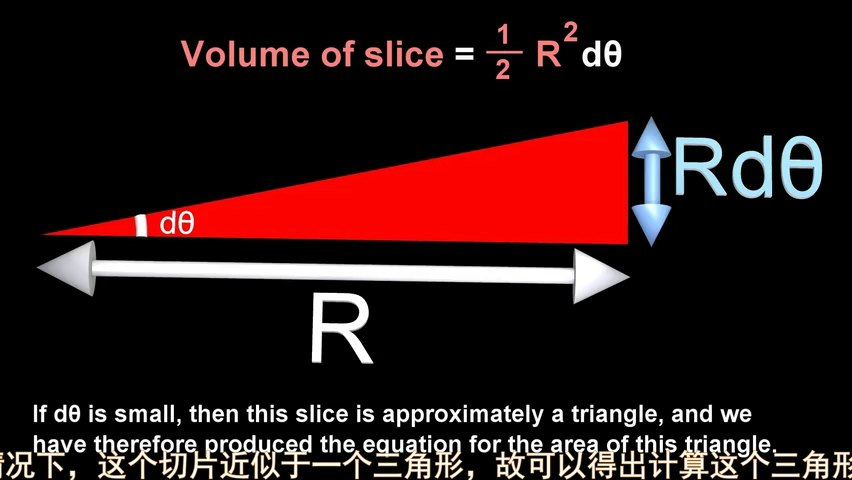 Volume of slice = 1/2 R² dθ
Rdθ
dθ
R
If dθ is small, then this slice is approximately a triangle, and we
have therefore produced the equation for the area of this triangle.
情况下，这个切片近似于一个三角形，故可以得出计算这个三角形